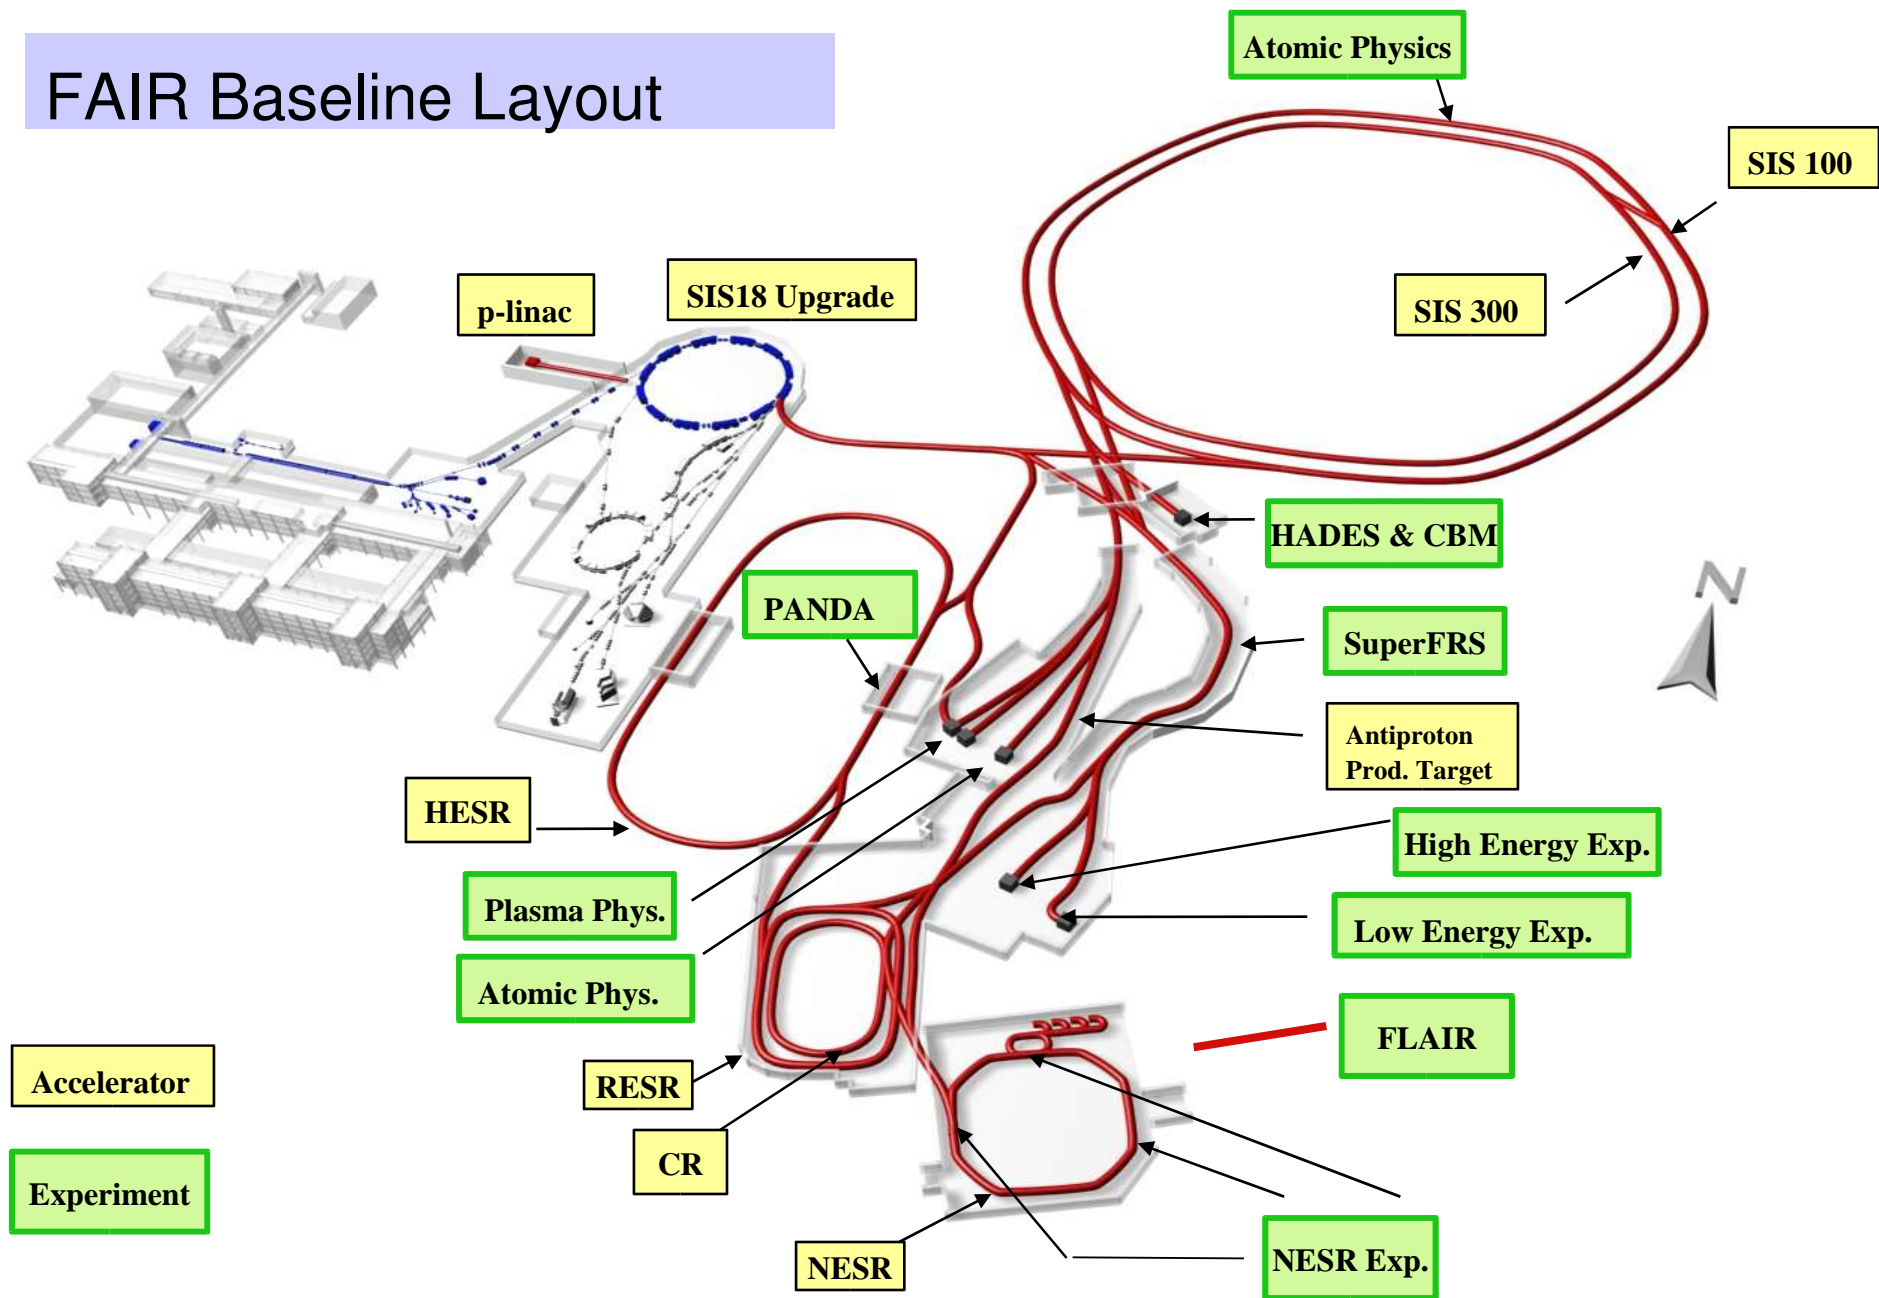 FAIR Baseline Layout
Atomic Physics
SIS 100
SIS18 Upgrade
p-linac
SIS 300
HADES & CBM
N
PANDA
SuperFRS
Antiproton
Prod. Target
HESR
High Energy Exp.
Plasma Phys.
Low Energy Exp.
Atomic Phys.
FLAIR
Accelerator
RESR
CR
Experiment
NESR
NESR Exp.